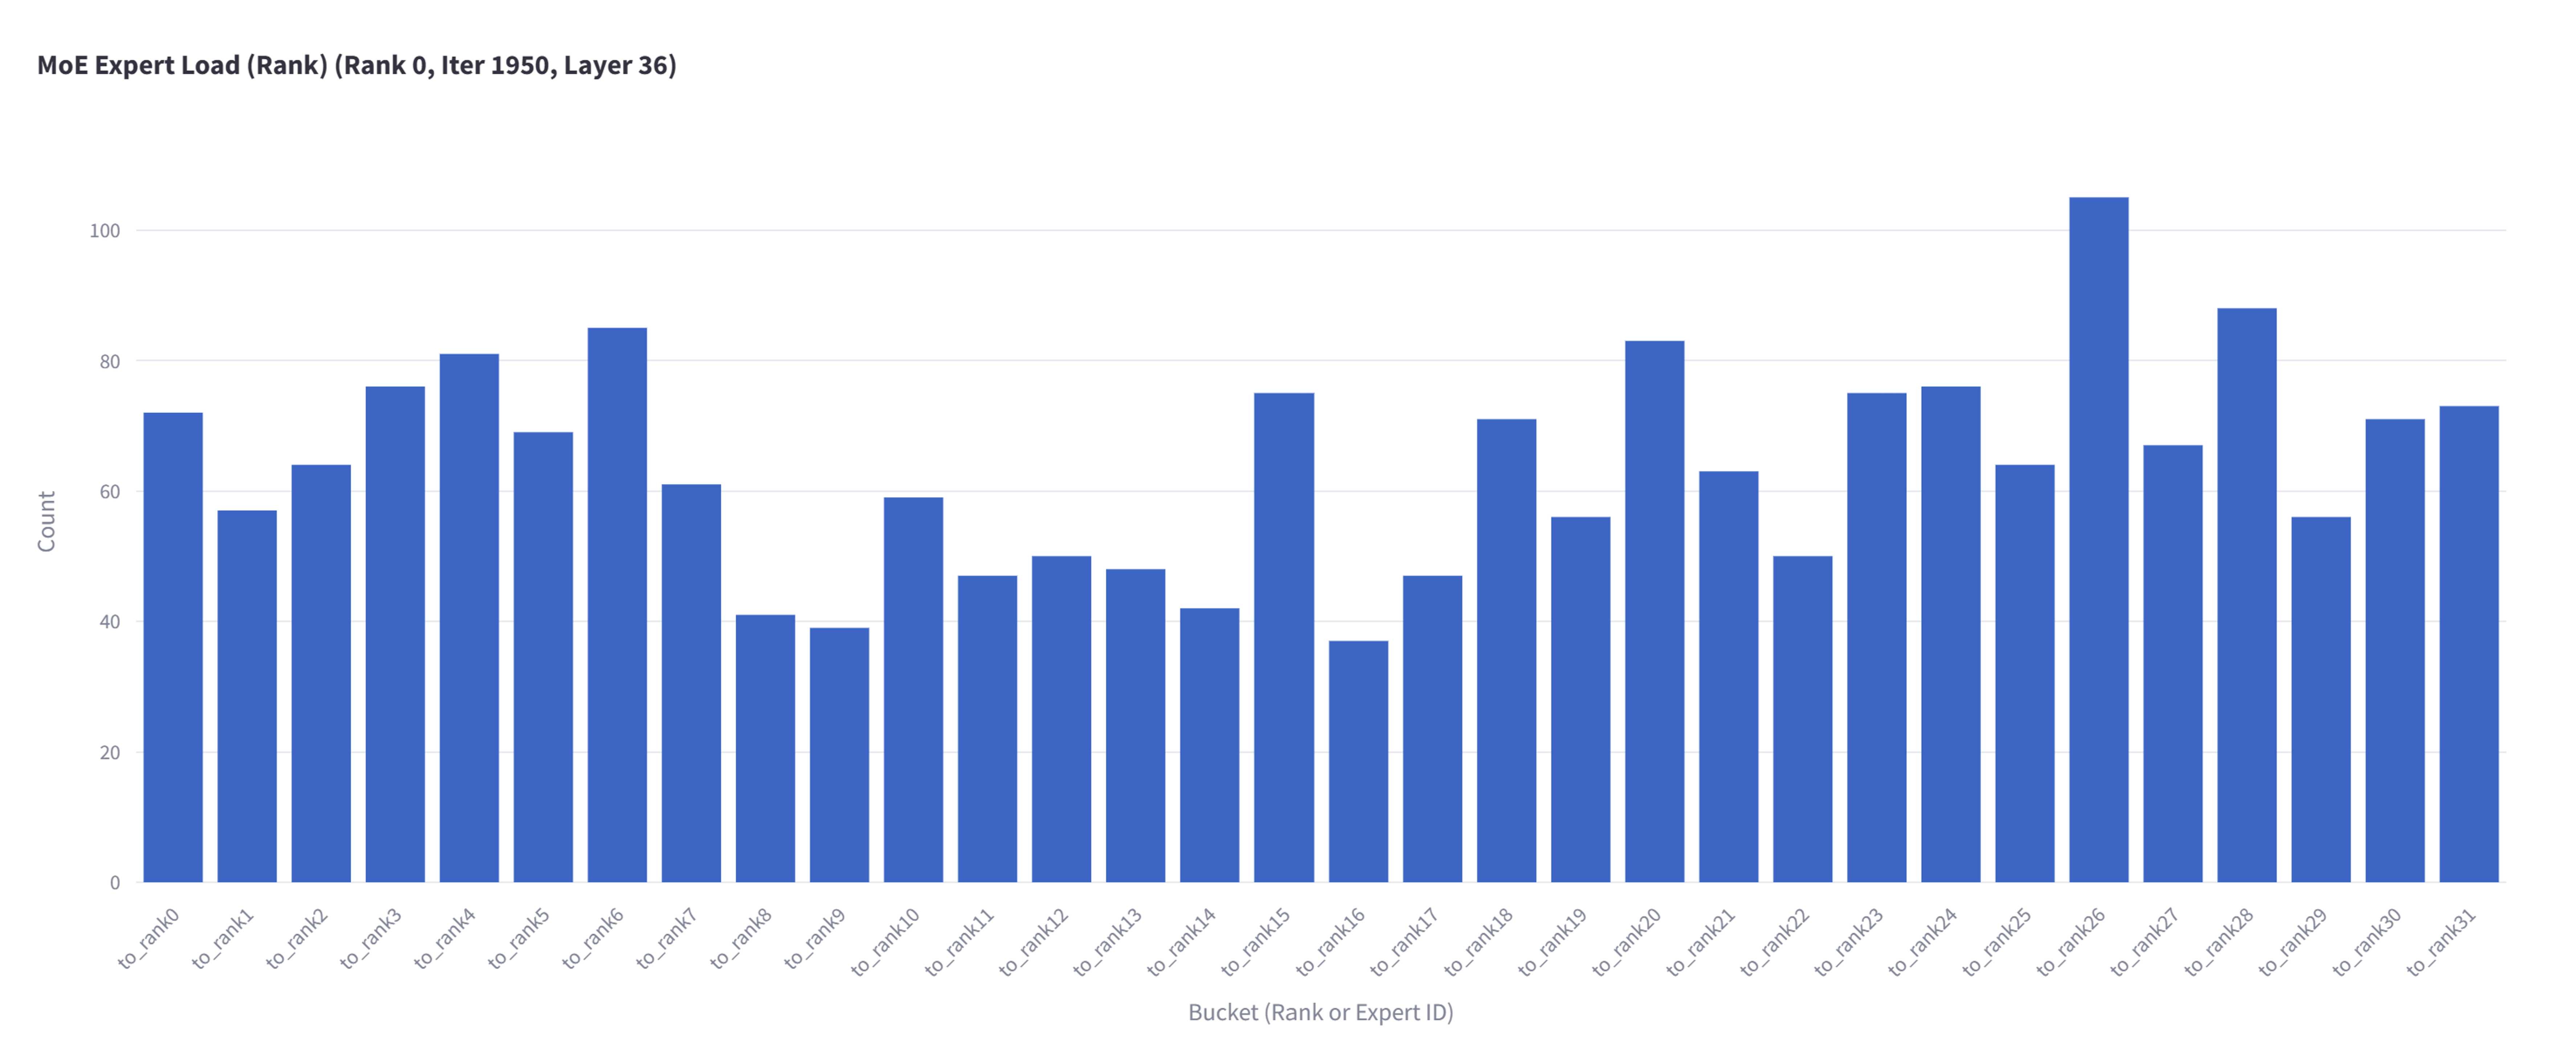 MoE Expert Load (Rank) (Rank 0, Iter 1950, Layer 36)
100
80
60
40
20
0
Count
to_rank0
to_rank1
to_rank2
to_rank3
to_rank4
to_rank5
to_rank6
to_rank7
to_rank8
to_rank9
to_rank10
to_rank11
to_rank12
to_rank13
to_rank14
to_rank15
to_rank16
to_rank17
to_rank18
to_rank19
to_rank20
to_rank21
to_rank22
to_rank23
to_rank24
to_rank25
to_rank26
to_rank27
to_rank28
to_rank29
to_rank30
to_rank31
Bucket (Rank or Expert ID)